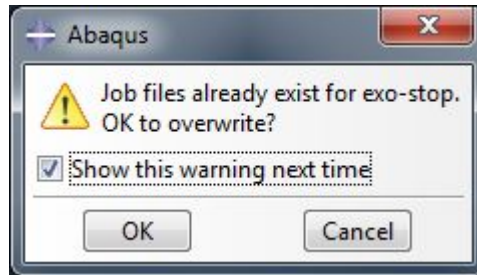 Abaqus
Job files already exist for exo-stop.
OK to overwrite?
Show this warning next time
OK
Cancel